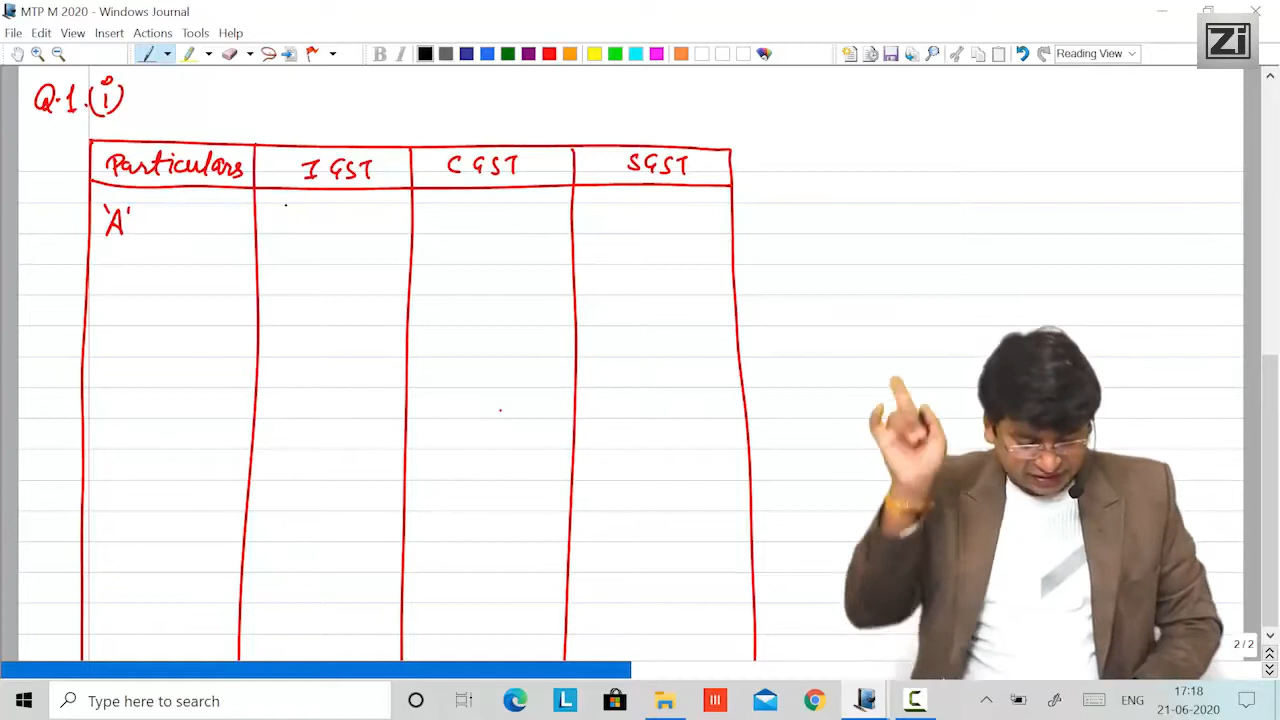 MTP M 2020 - Windows Journal
File Edit View Insert Actions Tools Help
B I Reading View
Zi
Q.1.(i)
Particulars IGST CGST SGST
'A'
2/2
Type here to search
L
ENG
17:18
21-06-2020